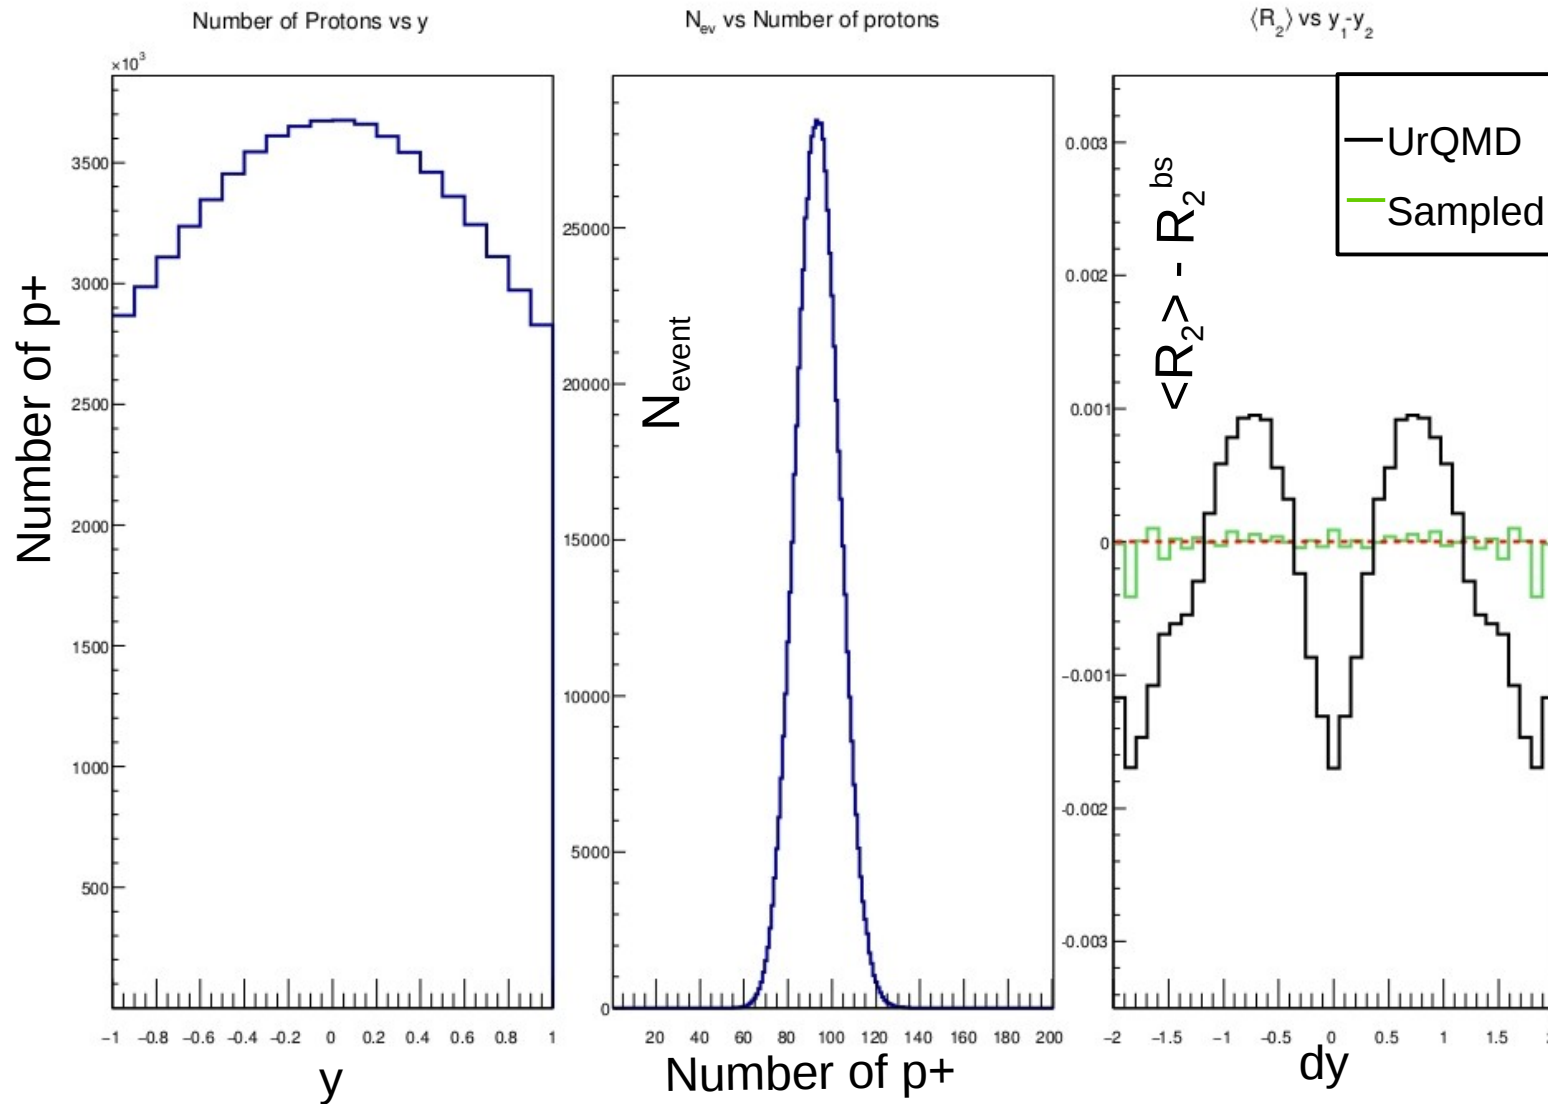 Number of Protons vs y
×10³
3500
3000
2500
2000
1500
1000
500
−1 −0.8 −0.6 −0.4 −0.2 0 0.2 0.4 0.6 0.8 1
Number of p+
y
N_ev vs Number of protons
25000
20000
15000
10000
5000
0
20 40 60 80 100 120 140 160 180 200
N_event
Number of p+
⟨R_2⟩ vs y_1-y_2
UrQMD
Sampled
0.003
0.002
0.001
0
−0.001
-0.002
-0.003
−2 −1.5 −1 −0.5 0 0.5 1 1.5
<R_2> - R_2^bs
dy